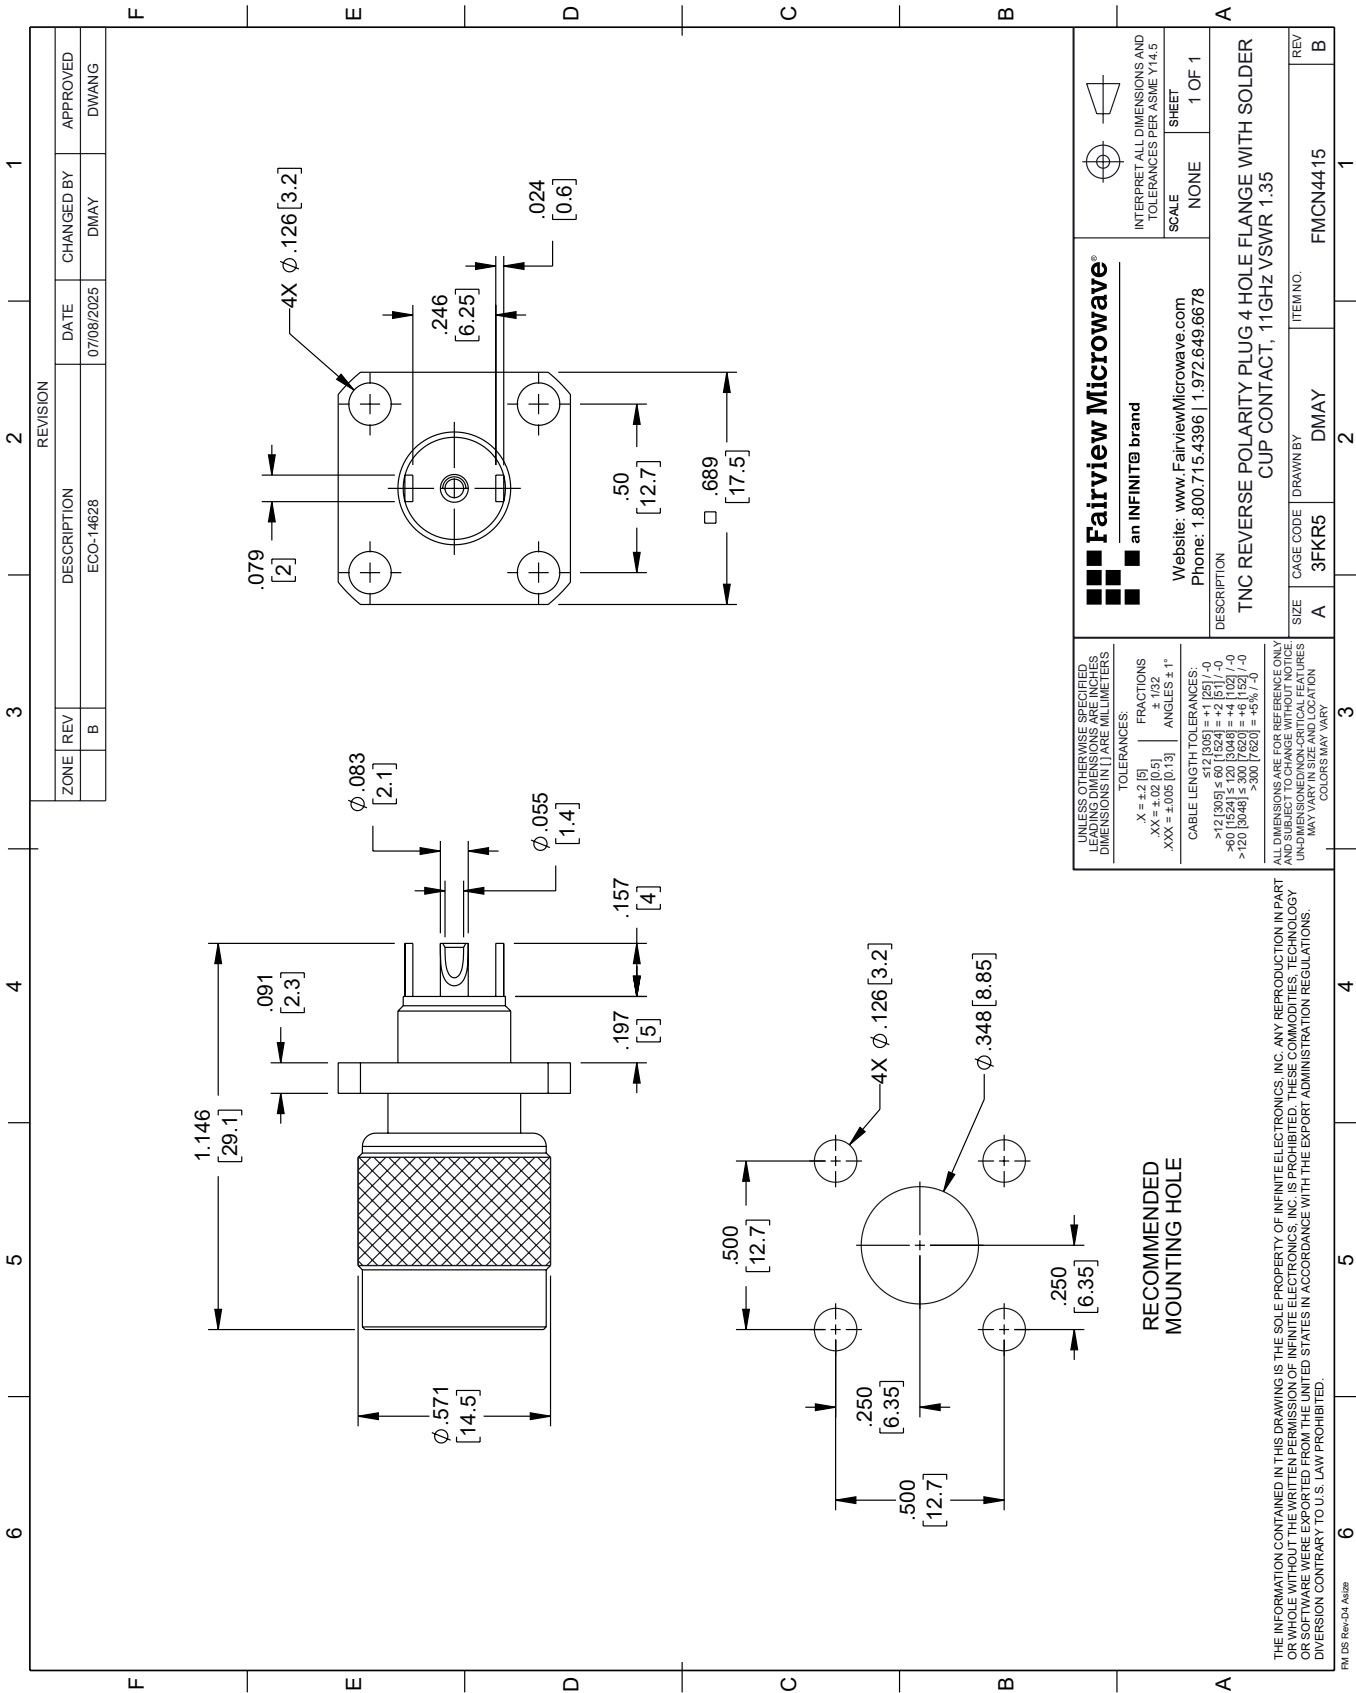 REVISION
ZONE REV DESCRIPTION DATE CHANGED BY APPROVED
B ECO-14628 07/08/2025 DMAY DWANG
6 5 4 3 2 1
F
E
D
C
B
A
F
E
D
C
B
A
1.146
[29.1]
.091
[2.3]
Ø.083
[2.1]
Ø.055
[1.4]
.157
[4]
.197
[5]
Ø.571
[14.5]
.079
[2]
4X Ø.126[3.2]
.246
[6.25]
.024
[0.6]
.50
[12.7]
□ .689
[17.5]
.500
[12.7]
4X Ø.126[3.2]
Ø.348[8.85]
.250
[6.35]
.500
[12.7]
.250
[6.35]
RECOMMENDED
MOUNTING HOLE
THE INFORMATION CONTAINED IN THIS DRAWING IS THE SOLE PROPERTY OF INFINITE ELECTRONICS, INC. ANY REPRODUCTION IN PART
OR WHOLE WITHOUT THE WRITTEN PERMISSION OF INFINITE ELECTRONICS, INC. IS PROHIBITED. THESE COMMODITIES, TECHNOLOGY
OR SOFTWARE WERE EXPORTED FROM THE UNITED STATES IN ACCORDANCE WITH THE EXPORT ADMINISTRATION REGULATIONS.
DIVERSION CONTRARY TO U.S. LAW PROHIBITED.
UNLESS OTHERWISE SPECIFIED
LEADING DIMENSIONS ARE INCHES
DIMENSIONS IN [ ] ARE MILLIMETERS
TOLERANCES:
.X = ±.2 [5] FRACTIONS
.XX = ±.02 [0.5] ± 1/32
.XXX = ±.005 [0.13] ANGLES ± 1°
CABLE LENGTH TOLERANCES:
≤12 [305] = +1 [25] / -0
>12 [305] ≤ 60 [1524] = +2 [51] / -0
>60 [1524] ≤ 120 [3048] = +4 [102] / -0
>120 [3048] ≤ 300 [7620] = +6 [152] / -0
>300 [7620] = +5% / -0
ALL DIMENSIONS ARE FOR REFERENCE ONLY
AND SUBJECT TO CHANGE WITHOUT NOTICE.
UN-DIMENSIONED/NON-CRITICAL FEATURES
MAY VARY IN SIZE AND LOCATION
COLORS MAY VARY
Fairview Microwave®
an INFINIT@ brand
Website: www.FairviewMicrowave.com
Phone: 1.800.715.4396 | 1.972.649.6678
INTERPRET ALL DIMENSIONS AND
TOLERANCES PER ASME Y14.5
SCALE
NONE
SHEET
1 OF 1
DESCRIPTION
TNC REVERSE POLARITY PLUG 4 HOLE FLANGE WITH SOLDER
CUP CONTACT, 11GHz VSWR 1.35
SIZE
A
CAGE CODE
3FKR5
DRAWN BY
DMAY
ITEM NO.
FMCN4415
REV
B
6 5 4 3 2 1
FM DS Rev-D4 Asize